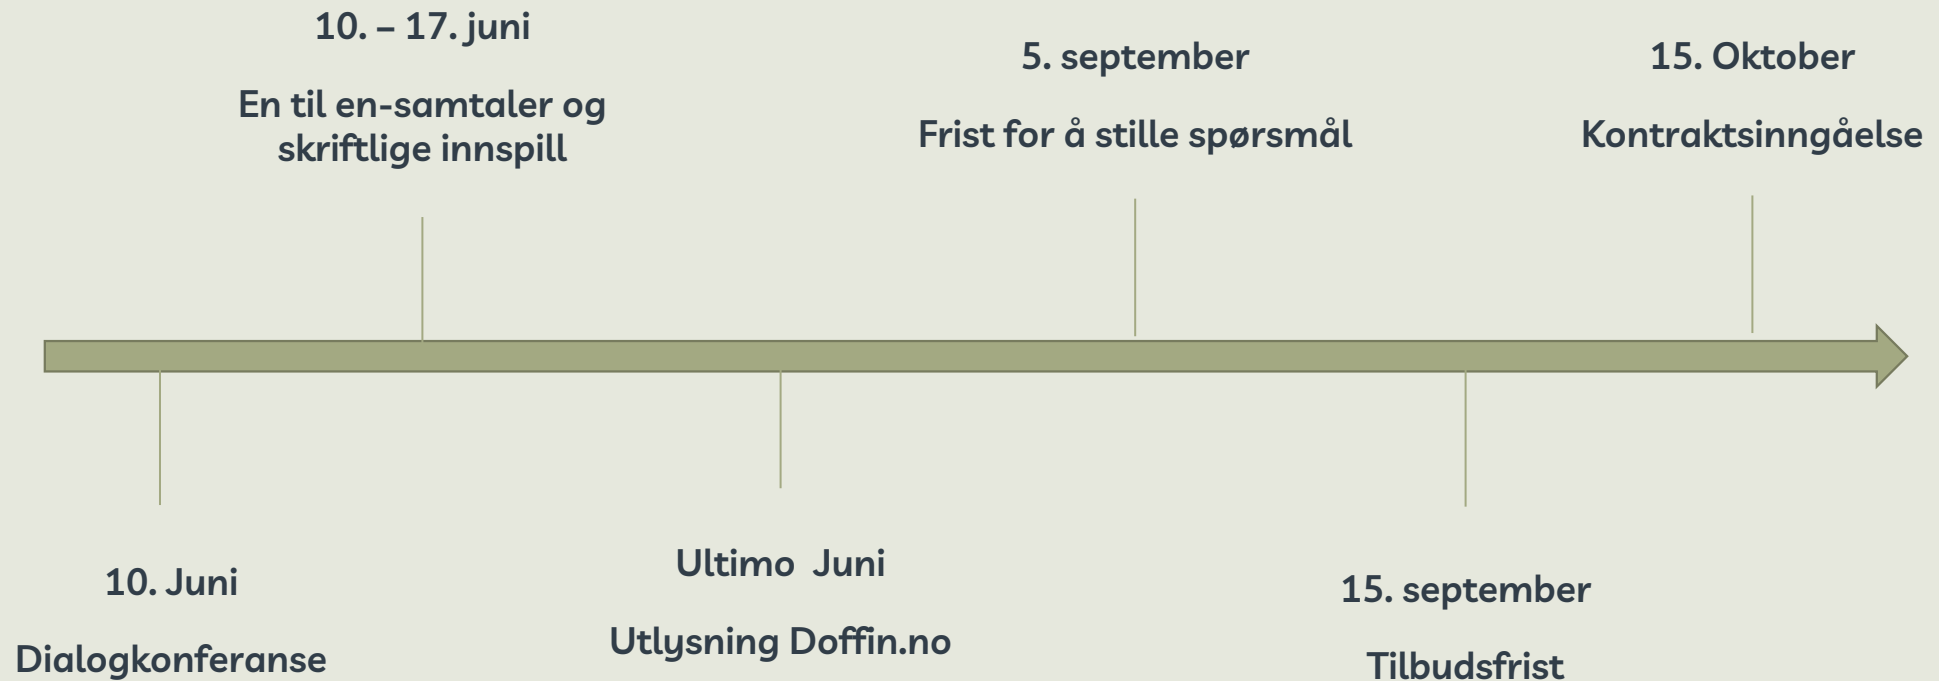 10. – 17. juni
En til en-samtaler og
skriftlige innspill
5. september
Frist for å stille spørsmål
15. Oktober
Kontraktsinngåelse
10. Juni
Dialogkonferanse
Ultimo  Juni
Utlysning Doffin.no
15. september
Tilbudsfrist